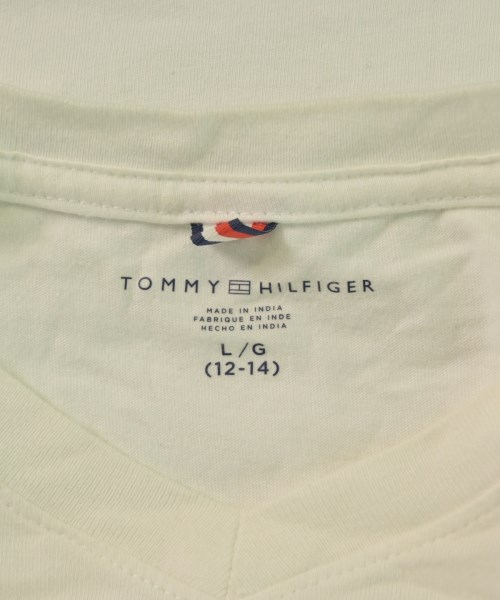 TOMMY HILFIGER
MADE IN INDIA
FABRIQUE EN INDE
HECHO EN INDIA
L/G
(12-14)